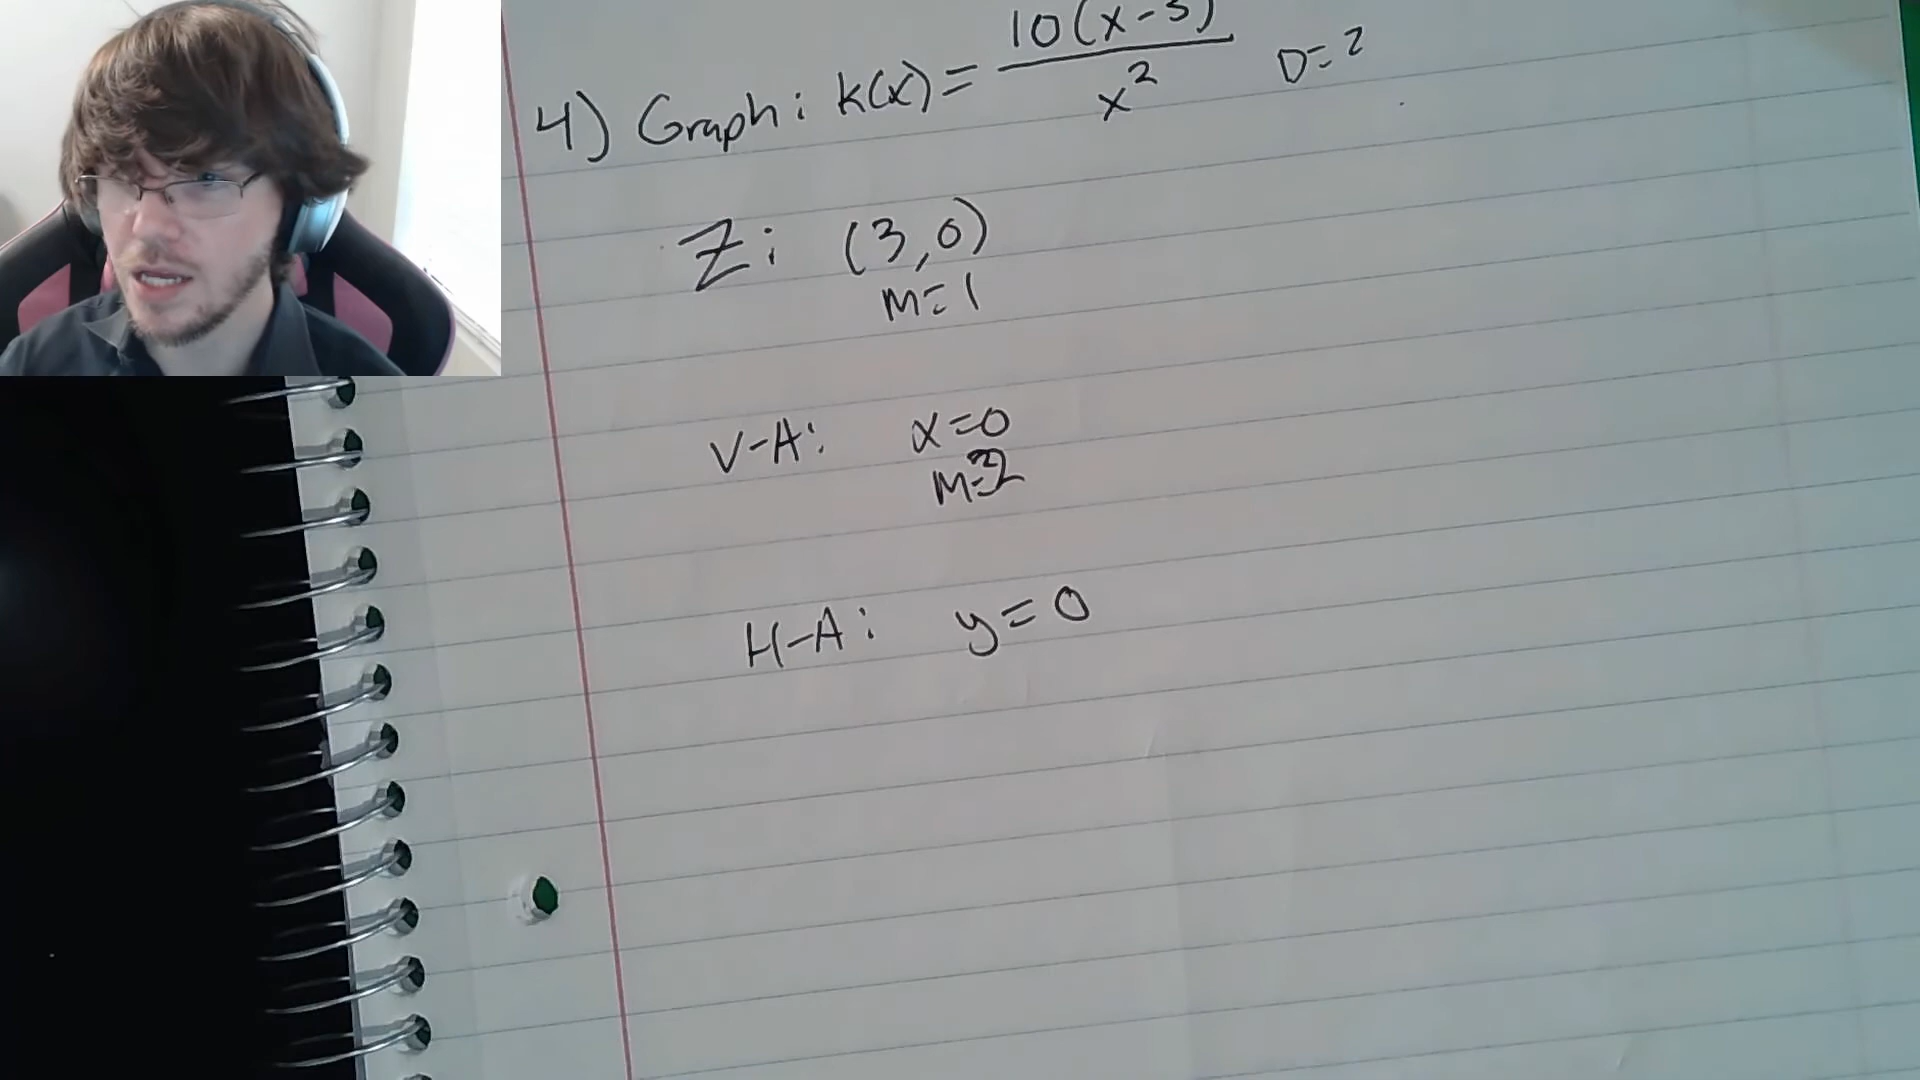 4) Graph: k(x) = 10(x-3) / x² D=2
Z: (3,0)
m=1
V-A: x=0
m=2
H-A: y=0